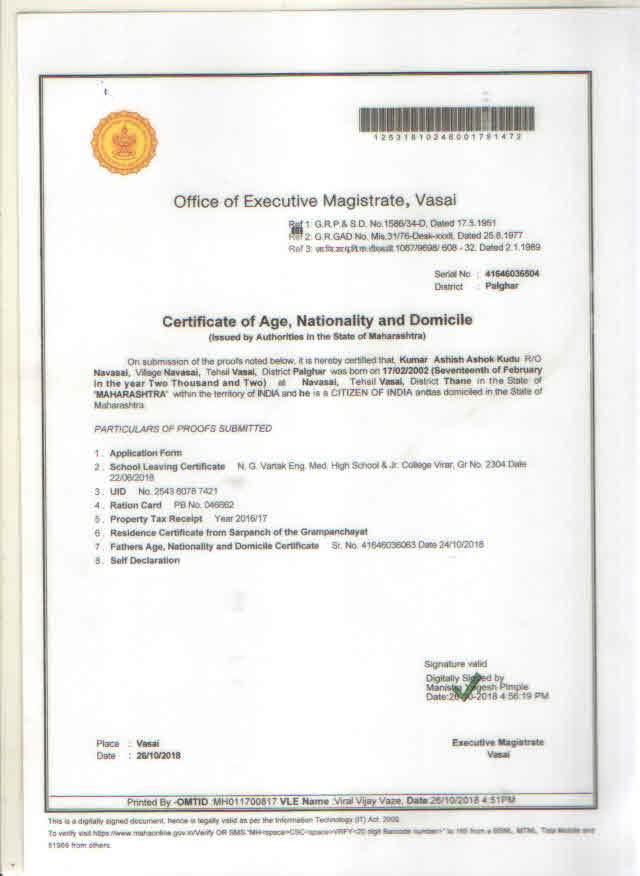 12531810246001781472
Office of Executive Magistrate, Vasai
Ref 1: G.R.P.& S.D. No.1586/34-D, Dated 17.5.1951
Ref 2: G.R.GAD No. Mis.31/76-Desk-xxxii, Dated 25.8.1977
Ref 3: 1087/9698/ 608 - 32, Dated 2.1.1989
Serial No : 41646036804
District : Palghar
Certificate of Age, Nationality and Domicile
(Issued by Authorities in the State of Maharashtra)
On submission of the proofs noted below, it is hereby certified that, Kumar Ashish Ashok Kudu R/O
Navasai, Village Navasai, Tehsil Vasai, District Palghar was born on 17/02/2002 (Seventeenth of February
in the year Two Thousand and Two) at Navasai, Tehsil Vasai, District Thane in the State of
"MAHARASHTRA" within the territory of INDIA and he is a CITIZEN OF INDIA and is domiciled in the State of
Maharashtra
PARTICULARS OF PROOFS SUBMITTED
1 . Application Form
2 . School Leaving Certificate N. G. Vartak Eng. Med. High School & Jr. College Virar, Gr No. 2304 Date
22/06/2018
3 . UID No. 2543 6078 7421
4 . Ration Card PB No. 046662
5 . Property Tax Receipt Year 2016/17
6 . Residence Certificate from Sarpanch of the Grampanchayat
7 . Fathers Age, Nationality and Domicile Certificate Sr. No. 41646036063 Date 24/10/2018
8 . Self Declaration
Signature valid
Digitally Signed by
Manisha Yogesh Pimple
Date:26-10-2018 4:56:19 PM
Place : Vasai
Executive Magistrate
Date : 26/10/2018
Vasai
Printed By -OMTID :MH011700817 VLE Name :Viral Vijay Vaze, Date:26/10/2018 4:51PM
This is a digitally signed document, hence is legally valid as per the Information Technology (IT) Act, 2000
To verify visit https://www.mahaonline.gov.in/Verify OR SMS "MH<space>CSC<space>VRFY<20 digit Barcode number>" to 166 from a BSNL, MTNL, Tata Mobile and
51969 from others.